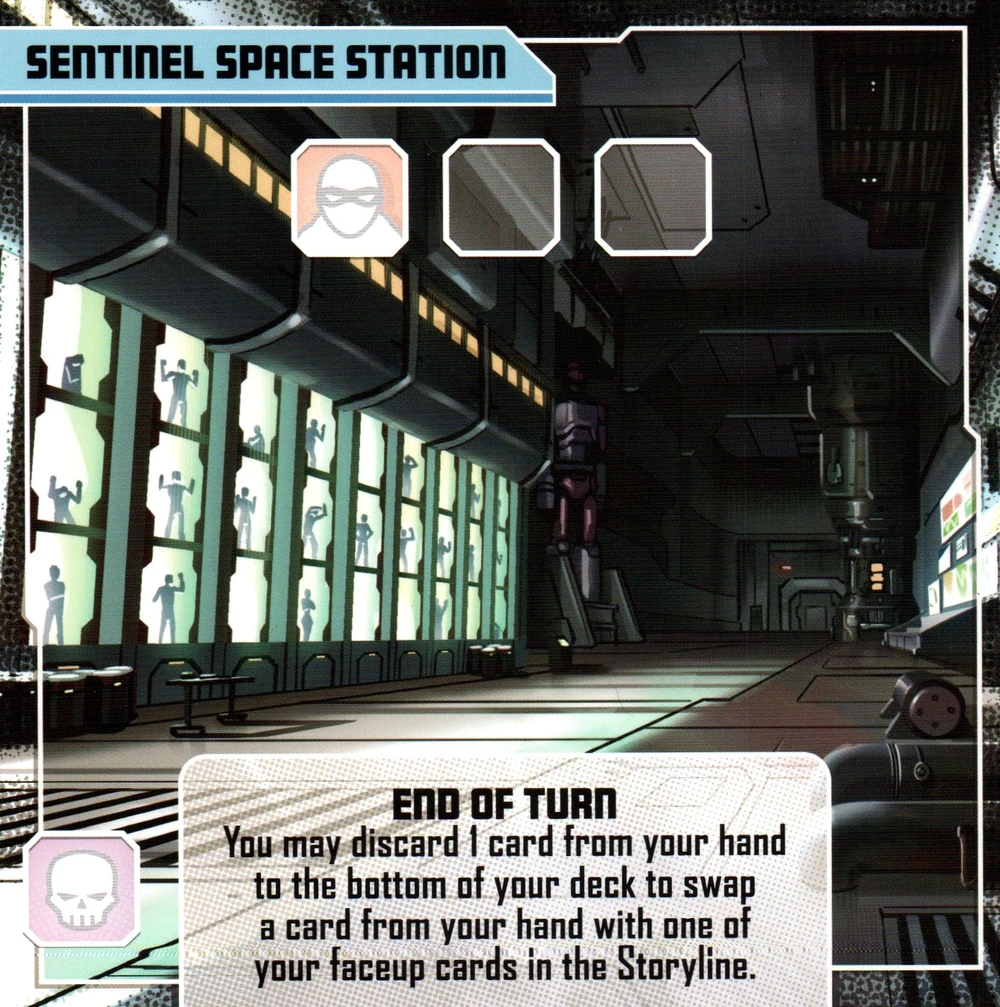 SENTINEL SPACE STATION
END OF TURN
You may discard 1 card from your hand
to the bottom of your deck to swap
a card from your hand with one of
your faceup cards in the Storyline.